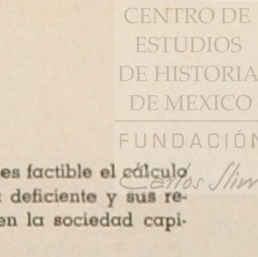 CENTRO DE
ESTUDIOS
DE HISTORIA
DE MEXICO
FUNDACIÓN
Carlos Slim
es factible el cálculo
deficiente y sus re-
en la sociedad capi-